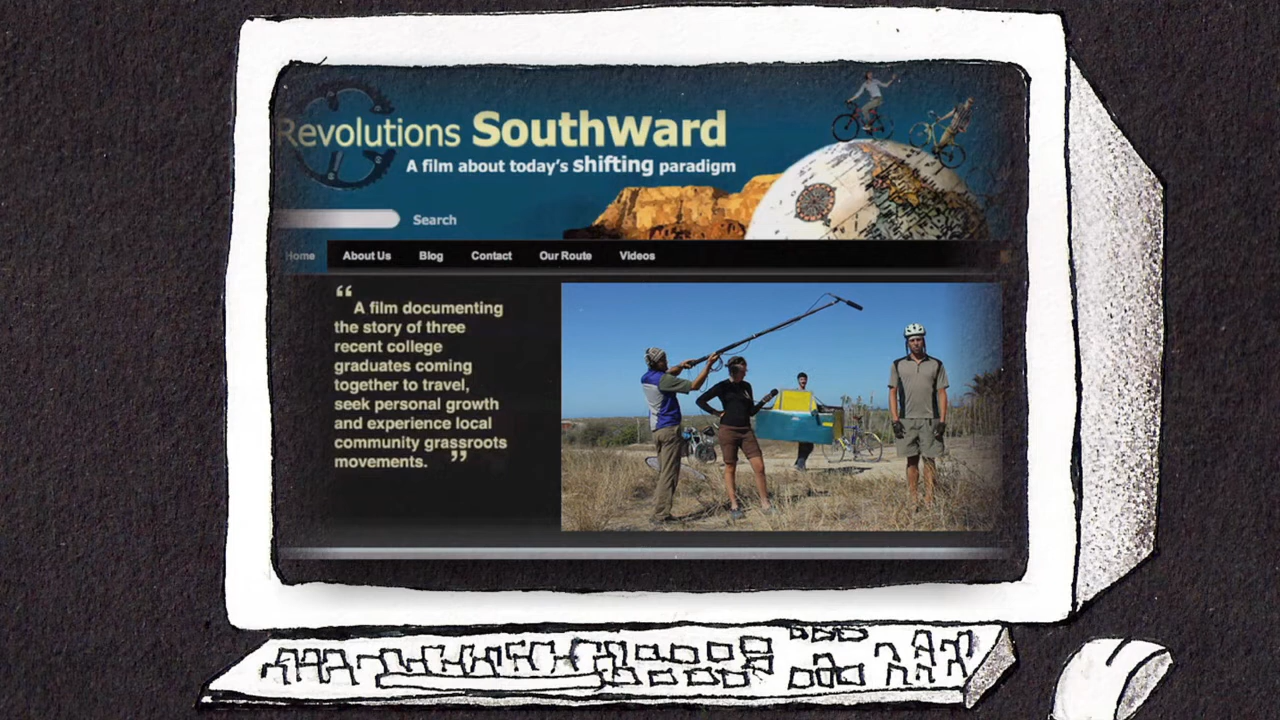 Revolutions Southward
A film about today's shifting paradigm
Search
Home About Us Blog Contact Our Route Videos
“ A film documenting
the story of three
recent college
graduates coming
together to travel,
seek personal growth
and experience local
community grassroots
movements. ”